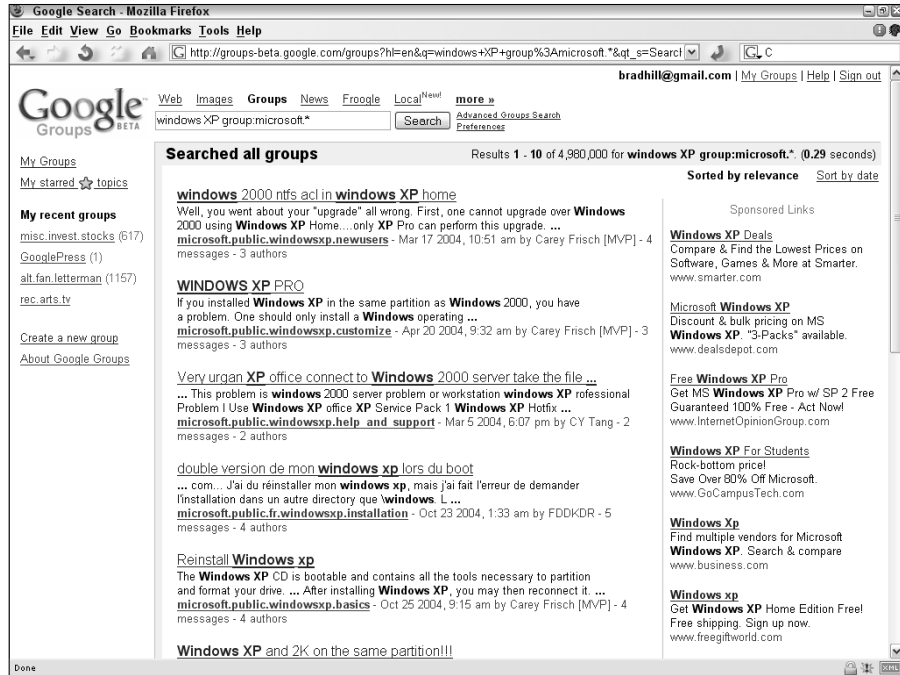 Google Search - Mozilla Firefox
File Edit View Go Bookmarks Tools Help
G http://groups-beta.google.com/groups?hl=en&q=windows+XP+group%3Amicrosoft.*&qt_s=Search
G C
bradhill@gmail.com | My Groups | Help | Sign out
Google Groups BETA
Web Images Groups News Froogle Local New! more »
windows XP group:microsoft.* Search
Advanced Groups Search
Preferences
My Groups
My starred topics
My recent groups
misc.invest.stocks (617)
GooglePress (1)
alt.fan.letterman (1157)
rec.arts.tv
Create a new group
About Google Groups
Searched all groups
Results 1 - 10 of 4,980,000 for windows XP group:microsoft.*. (0.29 seconds)
Sorted by relevance Sort by date
windows 2000 ntfs acl in windows XP home
Well, you went about your "upgrade" all wrong. First, one cannot upgrade over Windows
2000 using Windows XP Home....only XP Pro can perform this upgrade. ...
microsoft.public.windowsxp.newusers - Mar 17 2004, 10:51 am by Carey Frisch [MVP] - 4
messages - 3 authors
WINDOWS XP PRO
If you installed Windows XP in the same partition as Windows 2000, you have
a problem. One should only install a Windows operating ...
microsoft.public.windowsxp.customize - Apr 20 2004, 9:32 am by Carey Frisch [MVP] - 3
messages - 3 authors
Very urgan XP office connect to Windows 2000 server take the file ...
... This problem is windows 2000 server problem or workstation windows XP rofessional
Problem I Use Windows XP office XP Service Pack 1 Windows XP Hotfix ...
microsoft.public.windowsxp.help_and_support - Mar 5 2004, 6:07 pm by CY Tang - 2
messages - 2 authors
double version de mon windows xp lors du boot
... com... J'ai du réinstaller mon windows xp, mais j'ai fait l'erreur de demander
l'installation dans un autre directory que \windows. L ...
microsoft.public.fr.windowsxp.installation - Oct 23 2004, 1:33 am by FDDKDR - 5
messages - 4 authors
Reinstall Windows xp
The Windows XP CD is bootable and contains all the tools necessary to partition
and format your drive. ... After installing Windows XP, you may then reconnect it. ...
microsoft.public.windowsxp.basics - Oct 25 2004, 9:15 am by Carey Frisch [MVP] - 4
messages - 4 authors
Windows XP and 2K on the same partition!!!
Sponsored Links
Windows XP Deals
Compare & Find the Lowest Prices on
Software, Games & More at Smarter.
www.smarter.com
Microsoft Windows XP
Discount & bulk pricing on MS
Windows XP. "3-Packs" available.
www.dealsdepot.com
Free Windows XP Pro
Get MS Windows XP Pro w/ SP 2 Free
Guaranteed 100% Free - Act Now!
www.InternetOpinionGroup.com
Windows XP For Students
Rock-bottom price!
Save Over 80% Off Microsoft.
www.GoCampusTech.com
Windows Xp
Find multiple vendors for Microsoft
Windows XP. Search & compare
www.business.com
Windows xp
Get Windows XP Home Edition Free!
Free shipping. Sign up now.
www.freegiftworld.com
Done
XML